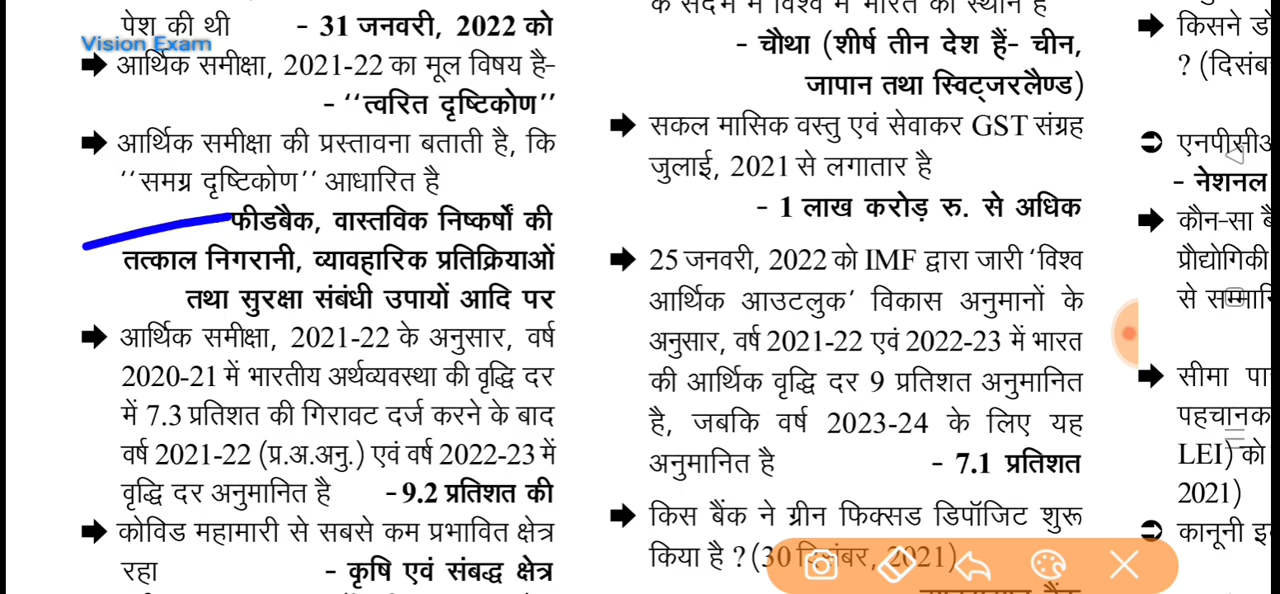 पेश की थी - 31 जनवरी, 2022 को
Vision Exam
आर्थिक समीक्षा, 2021-22 का मूल विषय है-
- ‘‘त्वरित दृष्टिकोण’’
आर्थिक समीक्षा की प्रस्तावना बताती है, कि
‘‘समग्र दृष्टिकोण’’ आधारित है
फीडबैक, वास्तविक निष्कर्षों की
तत्काल निगरानी, व्यावहारिक प्रतिक्रियाओं
तथा सुरक्षा संबंधी उपायों आदि पर
आर्थिक समीक्षा, 2021-22 के अनुसार, वर्ष
2020-21 में भारतीय अर्थव्यवस्था की वृद्धि दर
में 7.3 प्रतिशत की गिरावट दर्ज करने के बाद
वर्ष 2021-22 (प्र.अ.अनु.) एवं वर्ष 2022-23 में
वृद्धि दर अनुमानित है - 9.2 प्रतिशत की
कोविड महामारी से सबसे कम प्रभावित क्षेत्र
रहा - कृषि एवं संबद्ध क्षेत्र
के संदर्भ में विश्व में भारत का स्थान है
- चौथा (शीर्ष तीन देश हैं- चीन,
जापान तथा स्विट्जरलैण्ड)
सकल मासिक वस्तु एवं सेवाकर GST संग्रह
जुलाई, 2021 से लगातार है
- 1 लाख करोड़ रु. से अधिक
25 जनवरी, 2022 को IMF द्वारा जारी ‘विश्व
आर्थिक आउटलुक’ विकास अनुमानों के
अनुसार, वर्ष 2021-22 एवं 2022-23 में भारत
की आर्थिक वृद्धि दर 9 प्रतिशत अनुमानित
है, जबकि वर्ष 2023-24 के लिए यह
अनुमानित है - 7.1 प्रतिशत
किस बैंक ने ग्रीन फिक्सड डिपॉजिट शुरू
किया है ? (30 दिसंबर, 2021)
किसने
? (दिसंब
- नेशनल
कौन-सा
प्रौद्योगिकी
से
सीमा पा
पहचानक
LEI) को
2021)
कानूनी